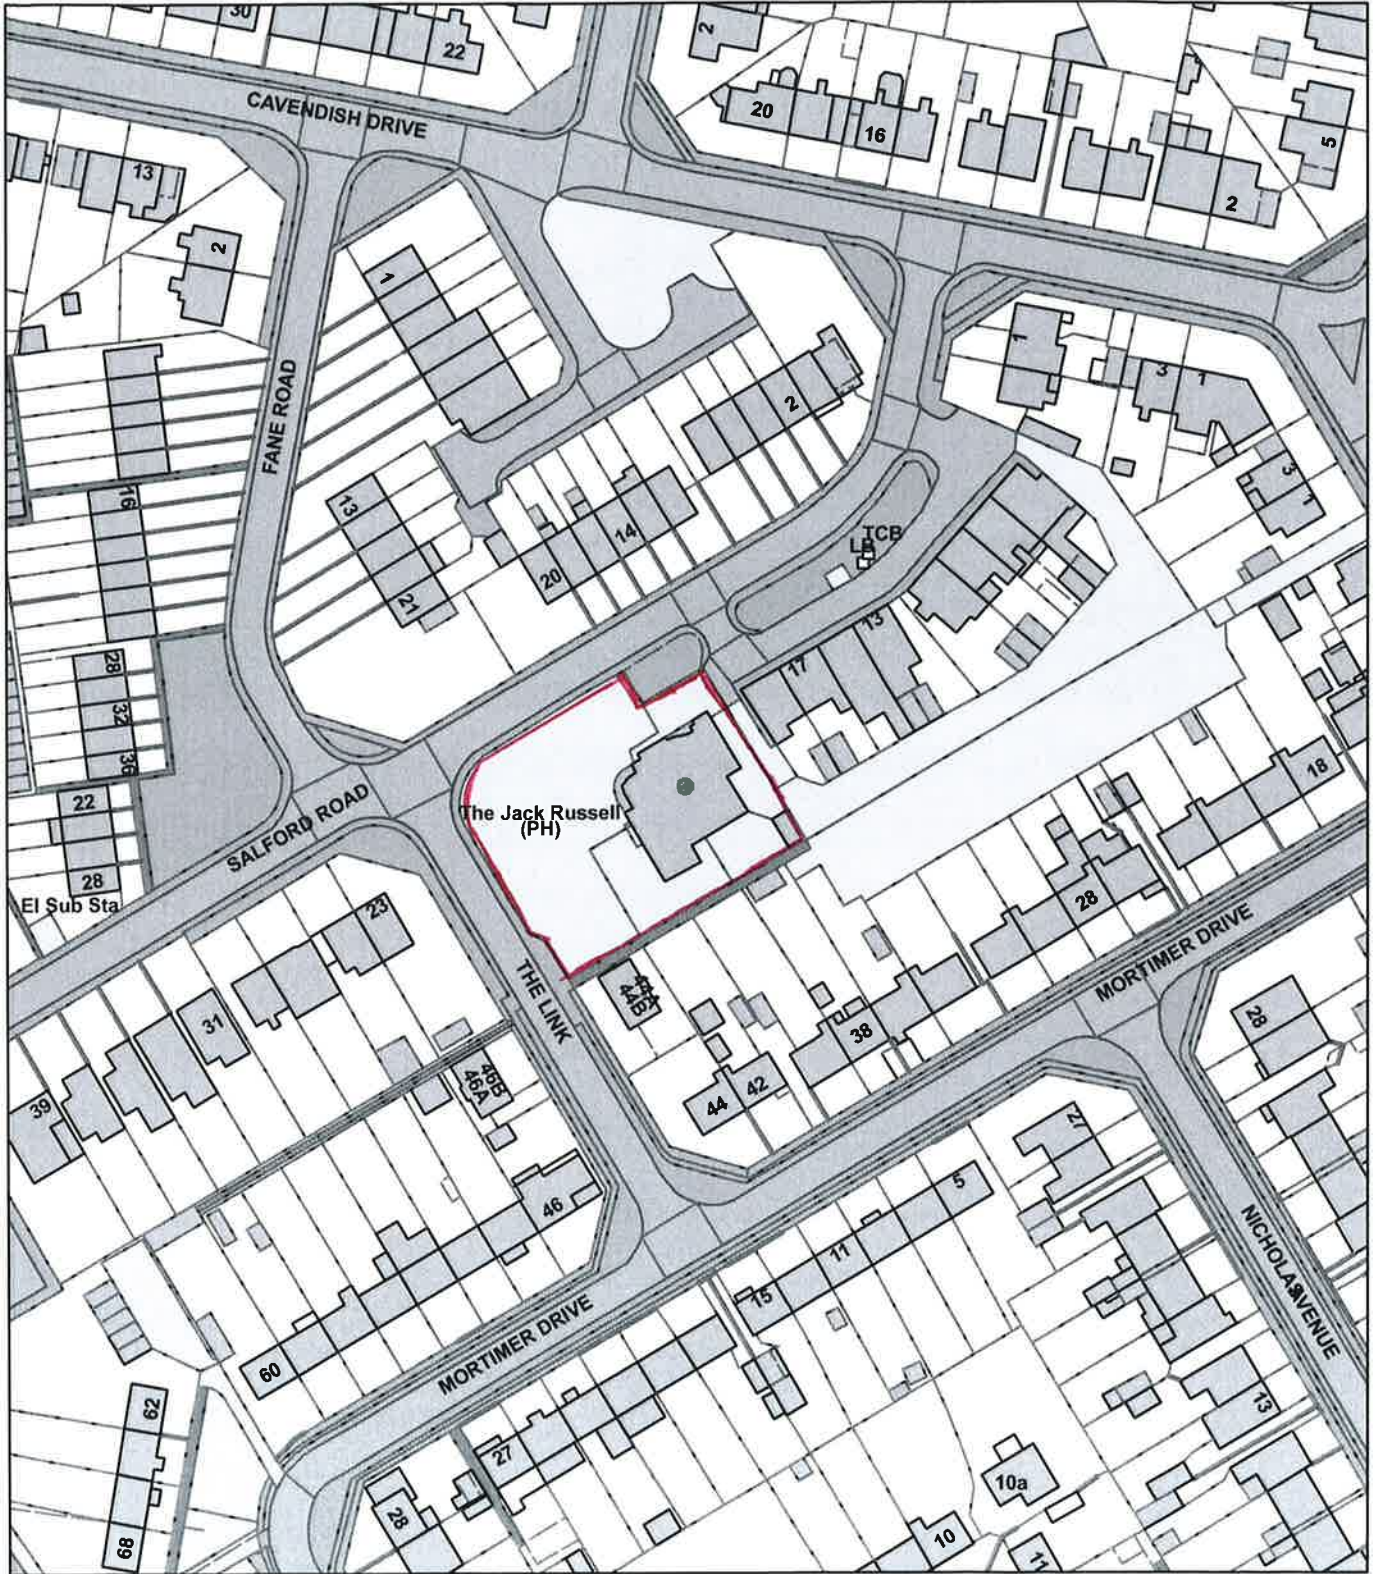 30
22
2
CAVENDISH DRIVE
20
16
5
13
2
2
1
1
3
1
FANE ROAD
2
3
1
16
13
14
TCB
LB
20
21
13
28
17
32
36
18
22
SALFORD ROAD
The Jack Russell
(PH)
28
El Sub Sta
23
28
MORTIMER DRIVE
THE LINK
44A
44B
31
38
28
46B
46A
39
42
44
27
5
46
11
NICHOLAS AVENUE
15
MORTIMER DRIVE
60
62
13
27
10a
28
10
68
11